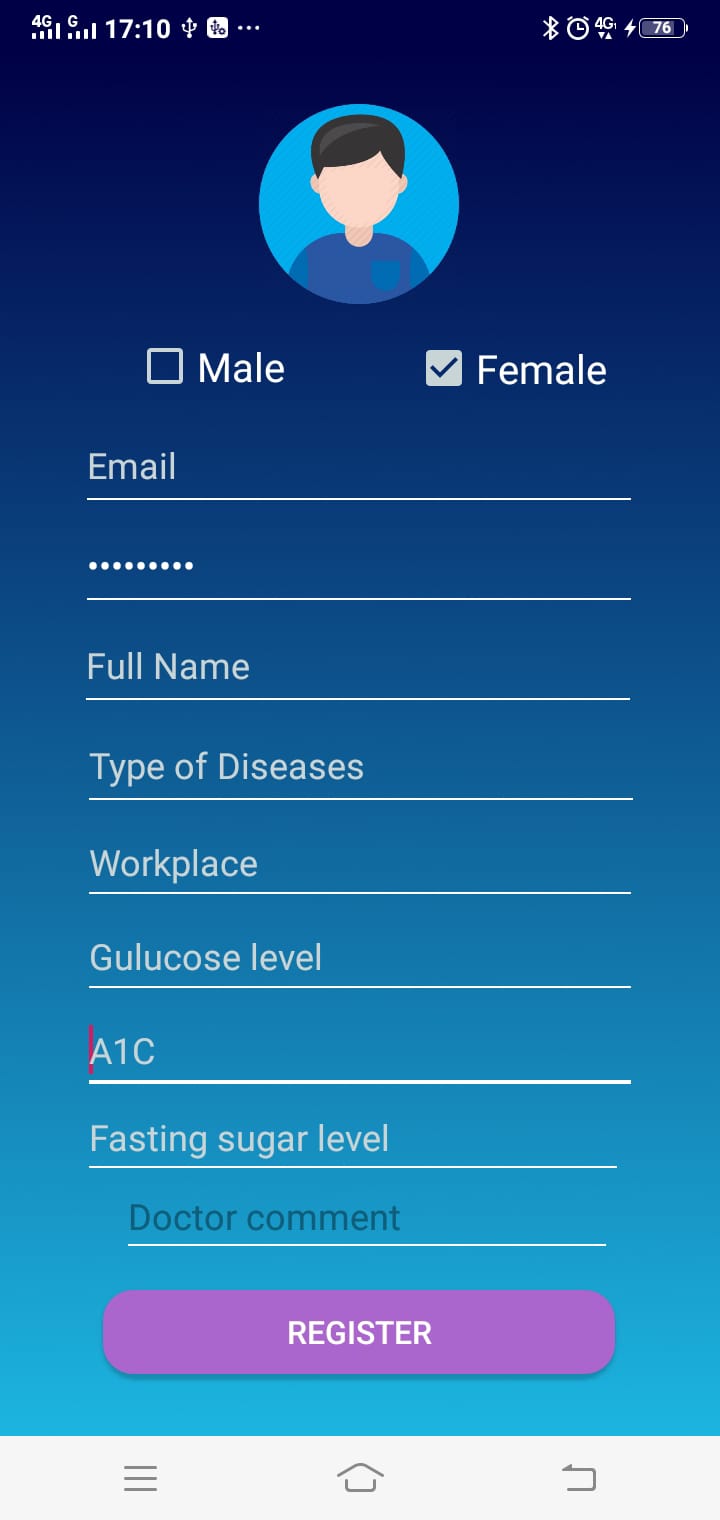 4G G 17:10 ... 4G 76
Male Female
Email
•••••••••
Full Name
Type of Diseases
Workplace
Gulucose level
A1C
Fasting sugar level
Doctor comment
REGISTER